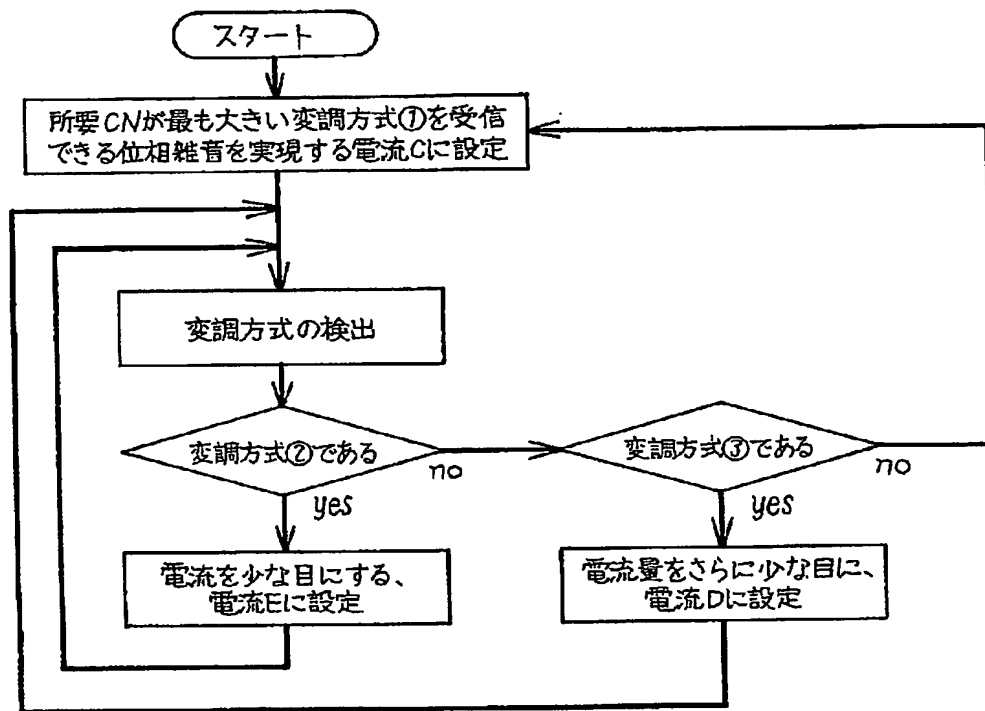 スタート
所要CNが最も大きい変調方式①を受信
できる位相雑音を実現する電流Cに設定
変調方式の検出
変調方式②である
no
変調方式③である
no
yes
yes
電流を少な目にする、
電流Eに設定
電流量をさらに少な目に、
電流Dに設定